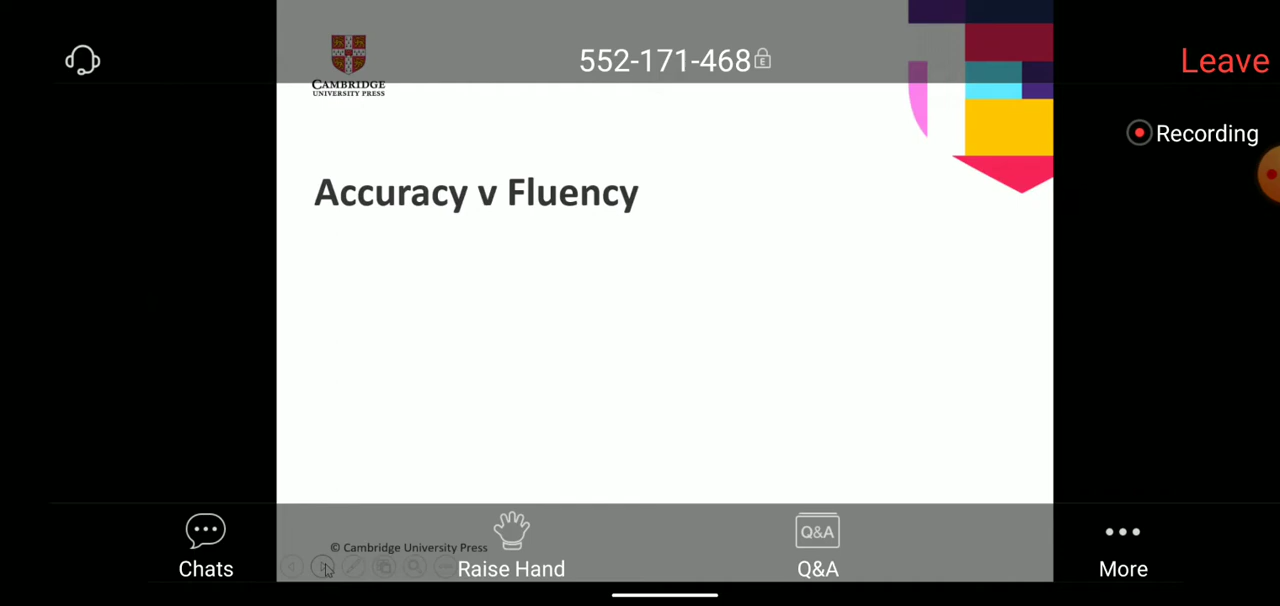 552-171-468
Leave
CAMBRIDGE
UNIVERSITY PRESS
Recording
Accuracy v Fluency
© Cambridge University Press
Chats
Raise Hand
Q&A
Q&A
More